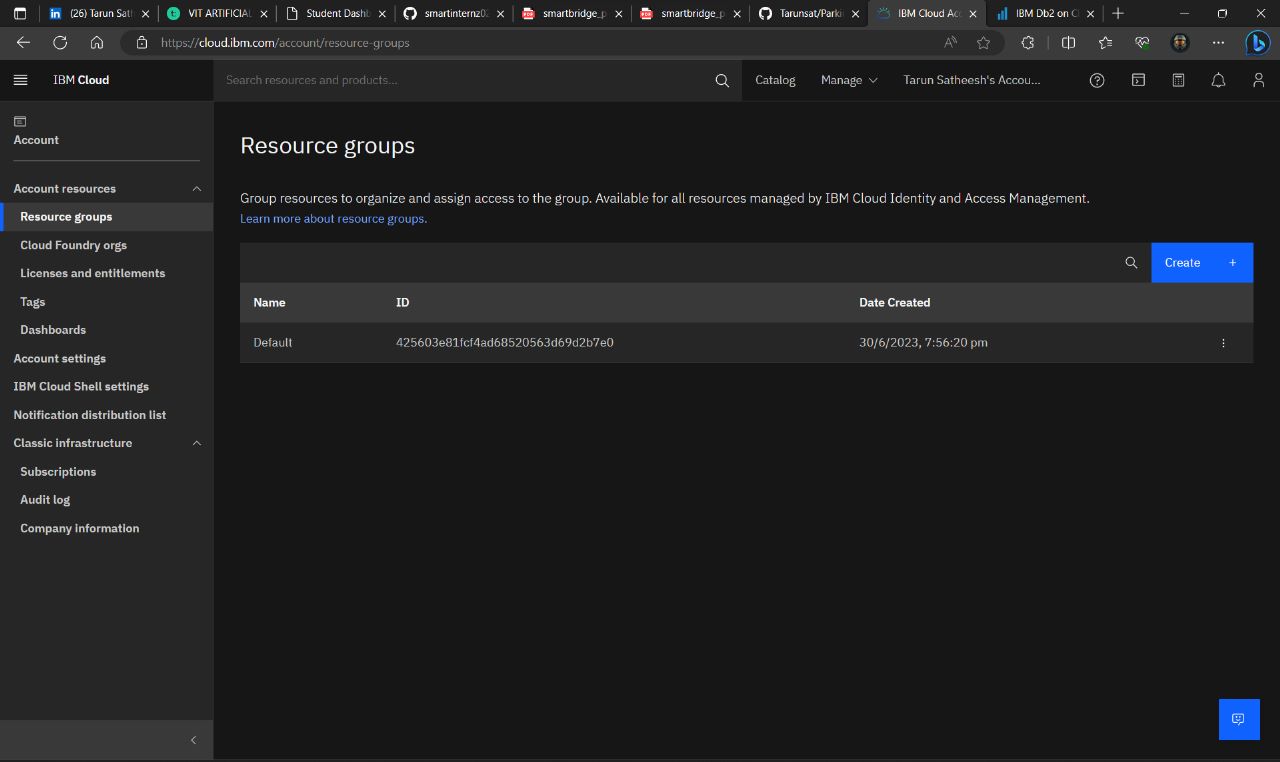 (26) Tarun Sat
VIT ARTIFICIAL
Student Dashb
smartinternz02
smartbridge_p
smartbridge_p
Tarunsat/Parki
IBM Cloud Acc
IBM Db2 on Cl
https://cloud.ibm.com/account/resource-groups
IBM Cloud
Search resources and products...
Catalog
Manage
Tarun Satheesh's Accou...
Account
Account resources
Resource groups
Cloud Foundry orgs
Licenses and entitlements
Tags
Dashboards
Account settings
IBM Cloud Shell settings
Notification distribution list
Classic infrastructure
Subscriptions
Audit log
Company information
Resource groups
Group resources to organize and assign access to the group. Available for all resources managed by IBM Cloud Identity and Access Management.
Learn more about resource groups.
Create +
Name ID Date Created
Default 425603e81fcf4ad68520563d69d2b7e0 30/6/2023, 7:56:20 pm